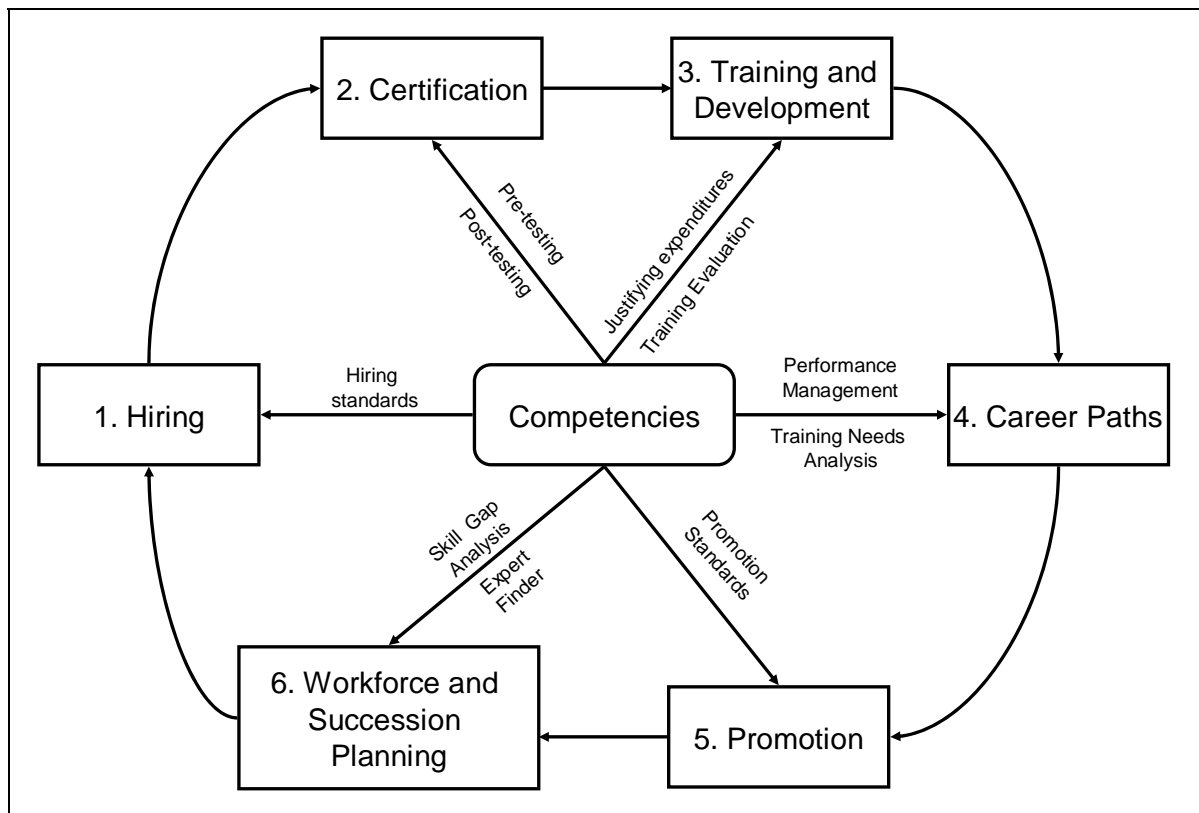 2. Certification
3. Training and
Development
Pre-testing
Post-testing
Justifying expenditures
Training Evaluation
1. Hiring
Hiring
standards
Competencies
Performance
Management
Training Needs
Analysis
4. Career Paths
Skill Gap
Analysis
Expert
Finder
Promotion
Standards
6. Workforce and
Succession
Planning
5. Promotion